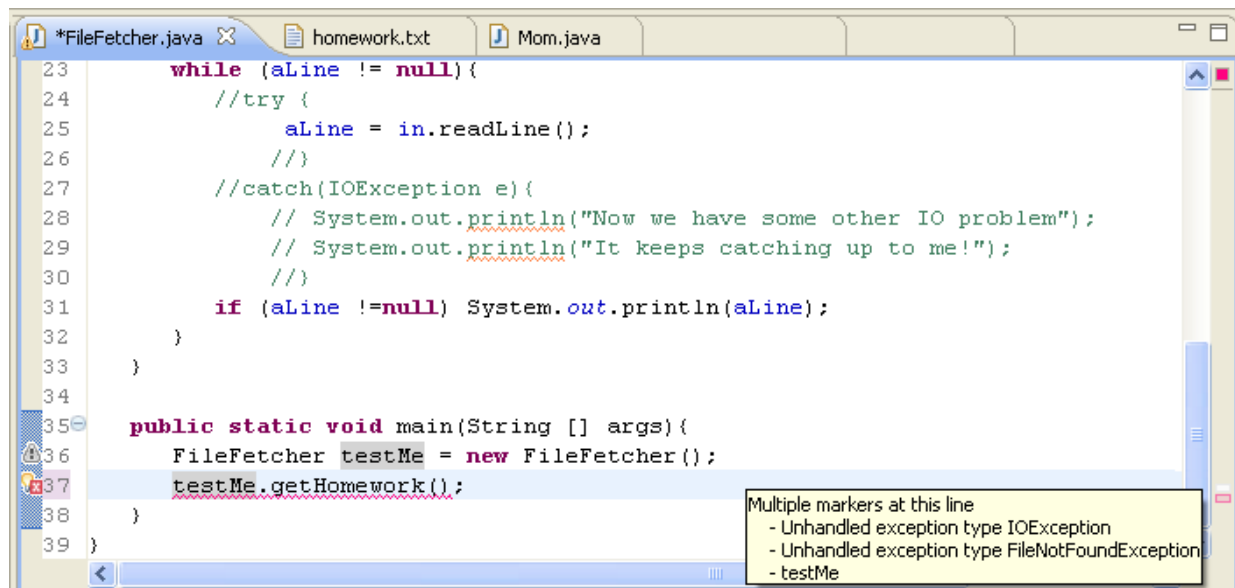 *FileFetcher.java homework.txt Mom.java
23 while (aLine != null){
24 //try {
25 aLine = in.readLine();
26 //}
27 //catch(IOException e){
28 // System.out.println("Now we have some other IO problem");
29 // System.out.println("It keeps catching up to me!");
30 //}
31 if (aLine !=null) System.out.println(aLine);
32 }
33 }
34
35 public static void main(String [] args){
36 FileFetcher testMe = new FileFetcher();
37 testMe.getHomework();
38 }
39 }
Multiple markers at this line
- Unhandled exception type IOException
- Unhandled exception type FileNotFoundException
- testMe